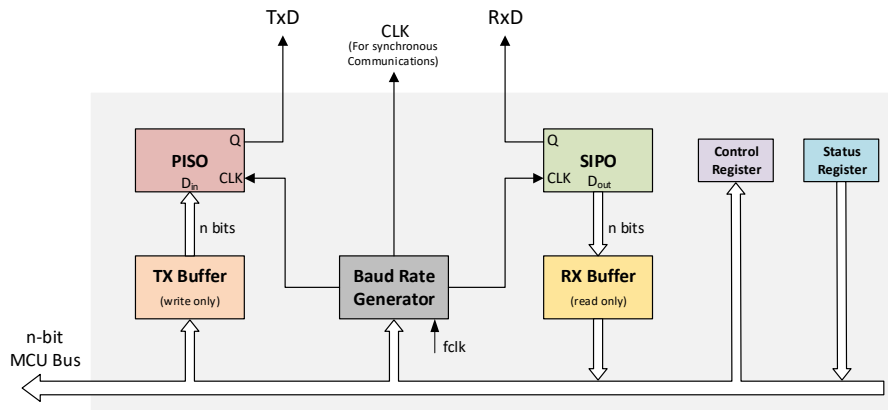 TxD
CLK
(For synchronous
Communications)
RxD
Q
PISO
CLK
Din
n bits
TX Buffer
(write only)
Baud Rate
Generator
fclk
Q
SIPO
CLK
Dout
n bits
RX Buffer
(read only)
Control
Register
Status
Register
n-bit
MCU Bus